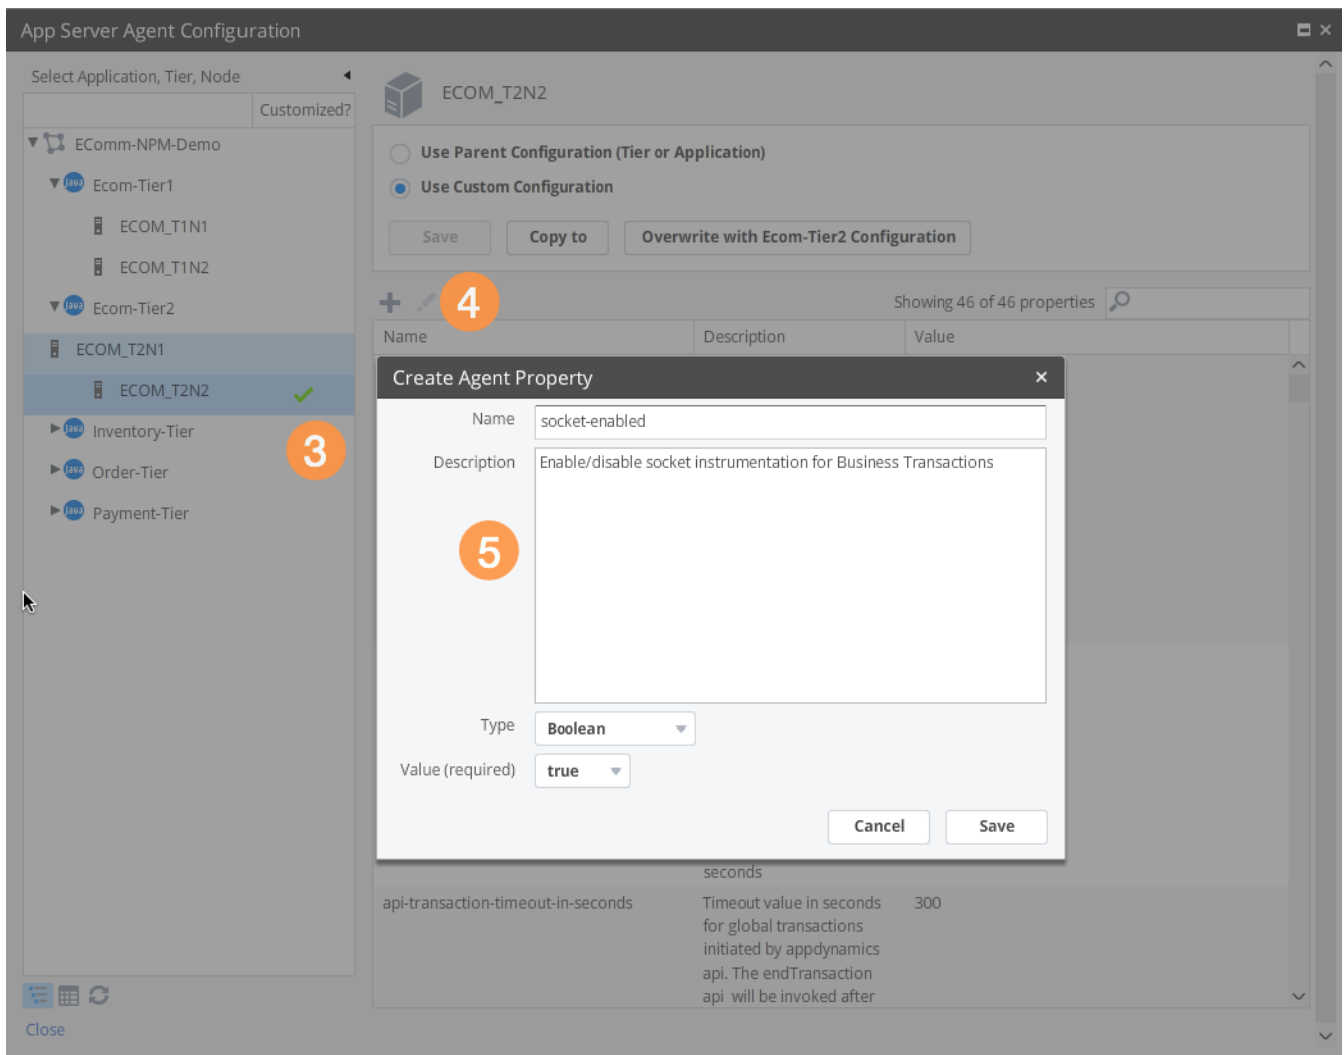 App Server Agent Configuration
Select Application, Tier, Node
Customized?
EComm-NPM-Demo
Java Ecom-Tier1
ECOM_T1N1
ECOM_T1N2
Java Ecom-Tier2
ECOM_T2N1
ECOM_T2N2
Java Inventory-Tier
3
Java Order-Tier
Java Payment-Tier
Close
ECOM_T2N2
Use Parent Configuration (Tier or Application)
Use Custom Configuration
Save Copy to Overwrite with Ecom-Tier2 Configuration
4 Showing 46 of 46 properties
Name Description Value
Create Agent Property
Name socket-enabled
Description Enable/disable socket instrumentation for Business Transactions
5
Type Boolean
Value (required) true
Cancel Save
seconds
api-transaction-timeout-in-seconds Timeout value in seconds 300
for global transactions
initiated by appdynamics
api. The endTransaction
api will be invoked after